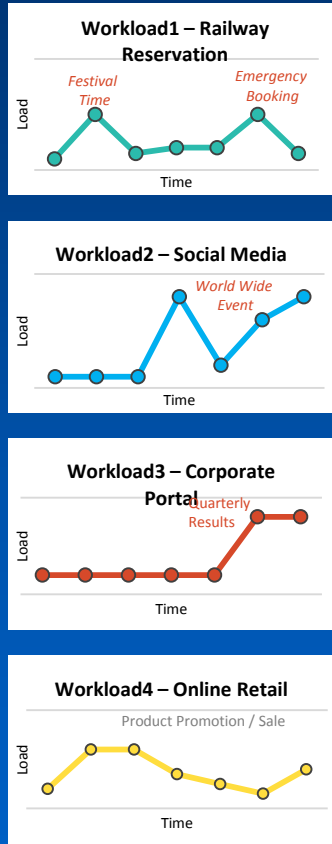 Workload1 – Railway
Reservation
Festival
Time
Emergency
Booking
Load
Time
Workload2 – Social Media
World Wide
Event
Load
Time
Workload3 – Corporate
Portal
Quarterly
Results
Load
Time
Workload4 – Online Retail
Product Promotion / Sale
Load
Time